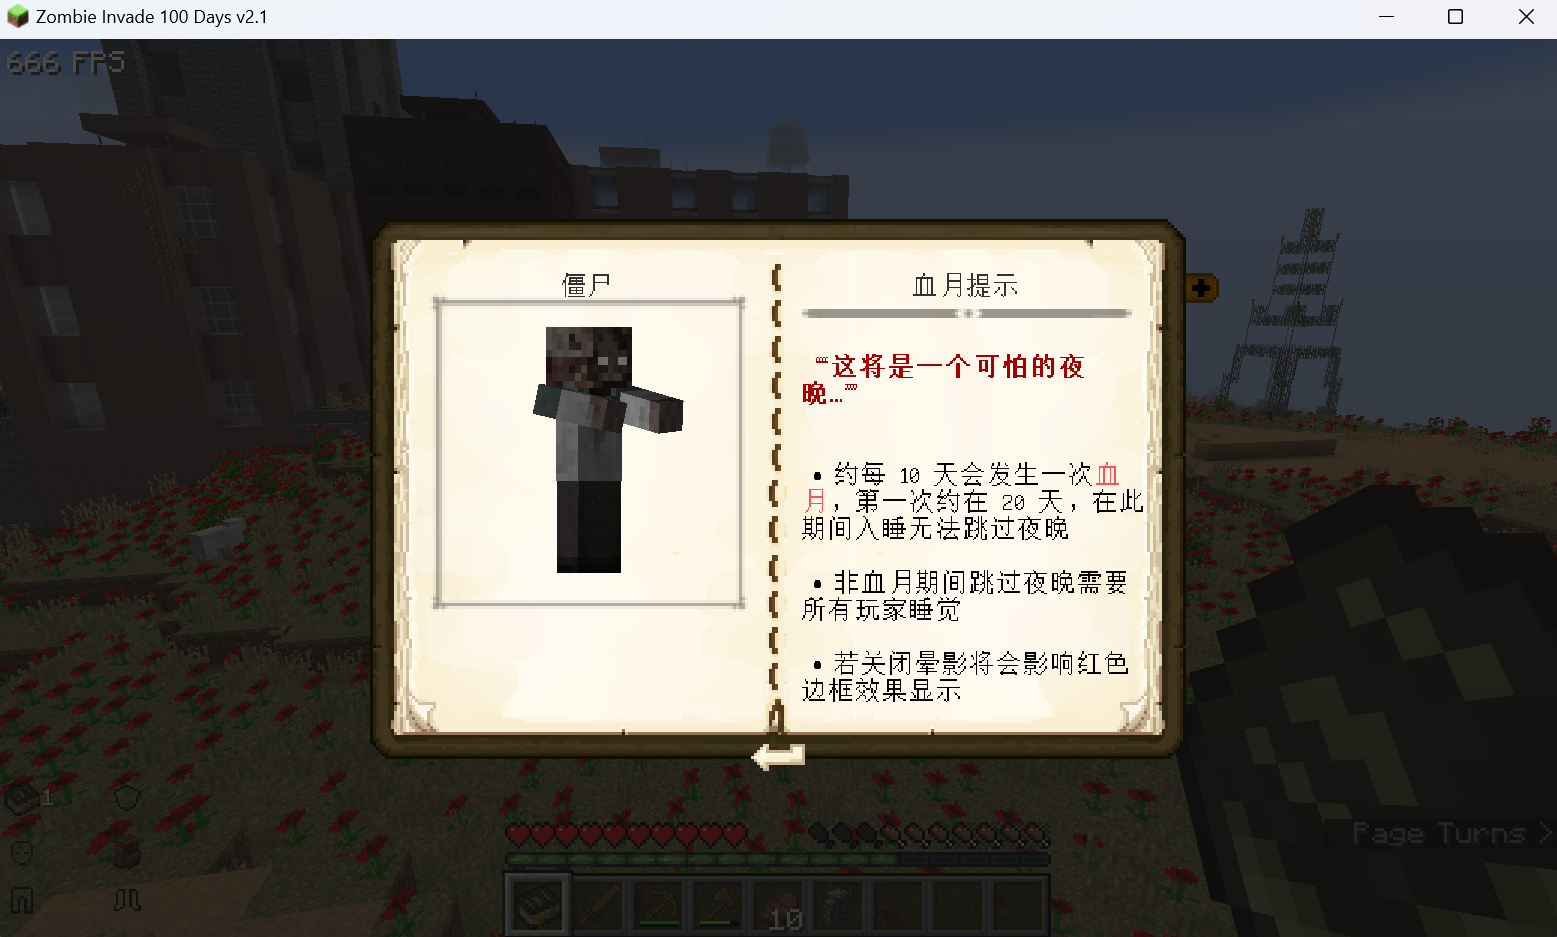 Zombie Invade 100 Days v2.1
666 FPS
僵尸
血月提示
"这将是一个可怕的夜
晚…"
• 约每 10 天会发生一次血
月，第一次约在 20 天，在此
期间入睡无法跳过夜晚
• 非血月期间跳过夜晚需要
所有玩家睡觉
• 若关闭晕影将会影响红色
边框效果显示
1
Page Turns >
10